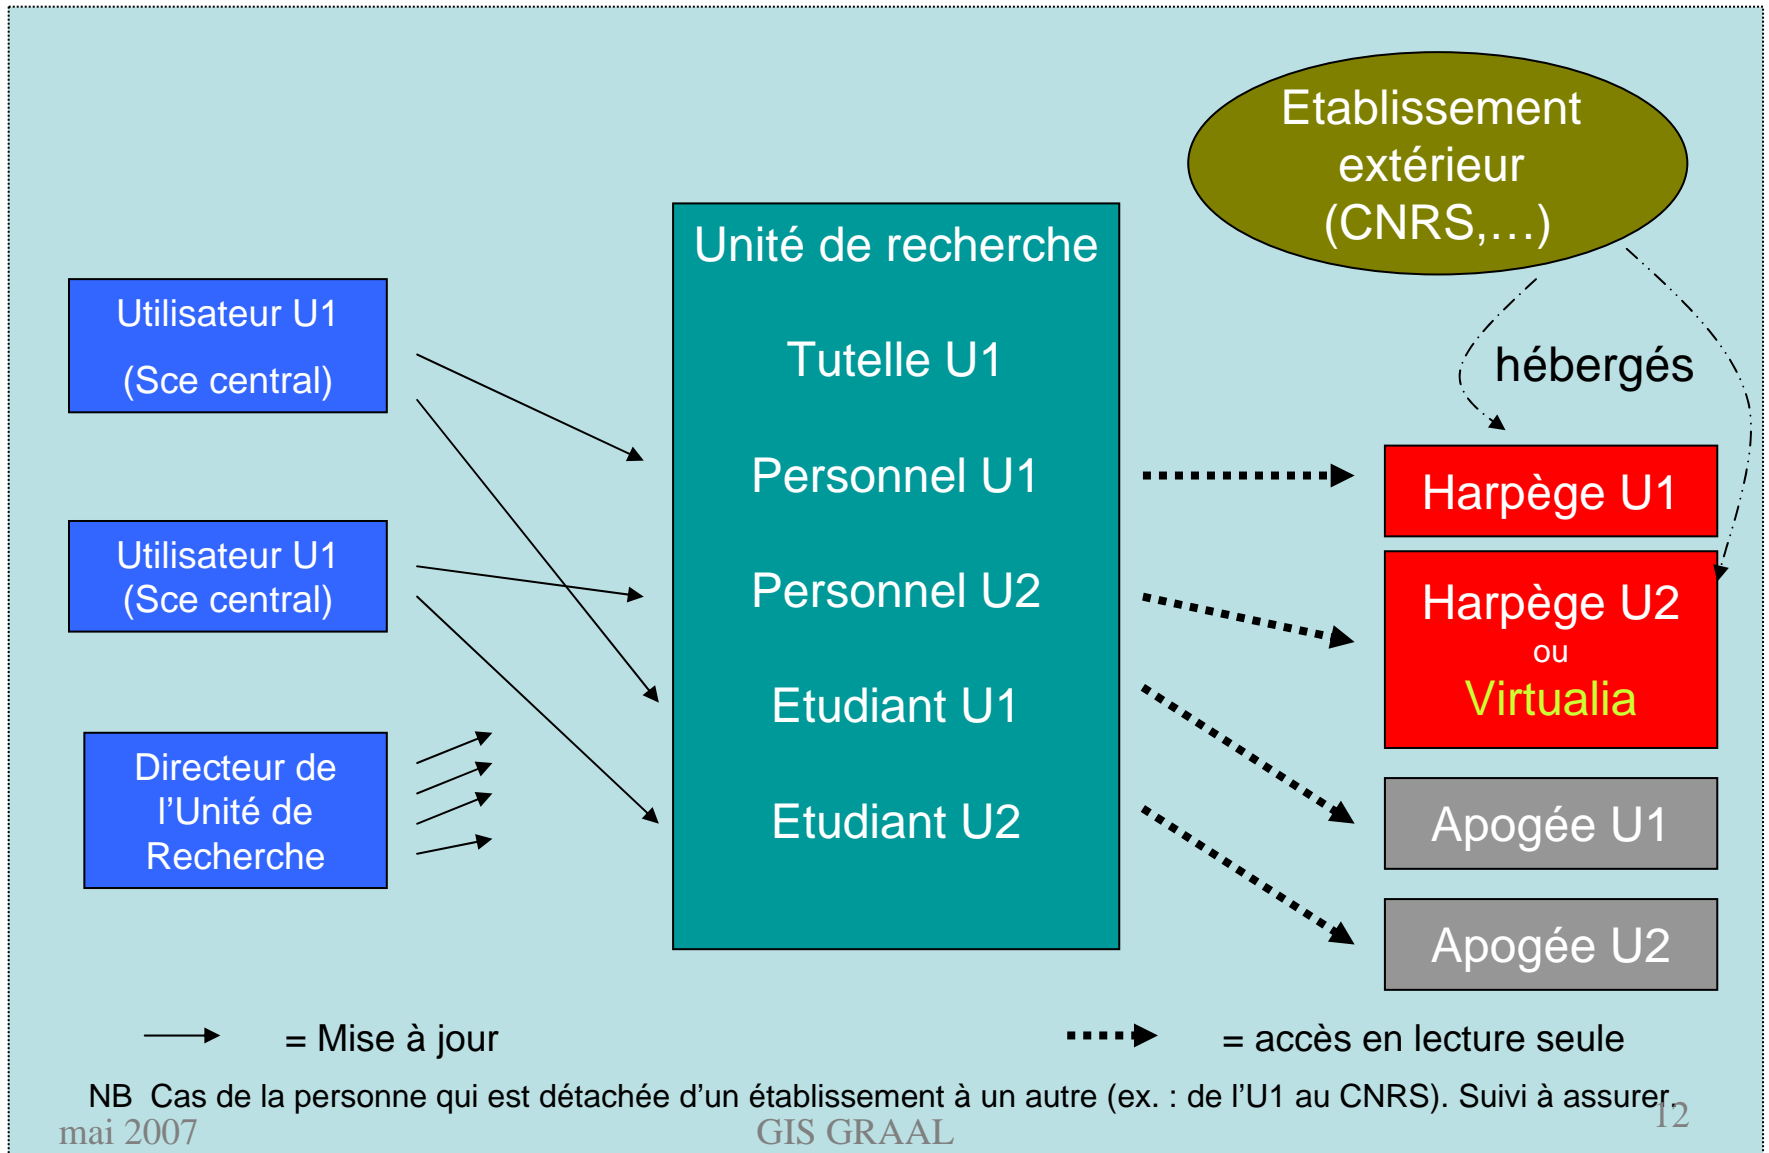 Etablissement
extérieur
(CNRS,…)
Unité de recherche
Tutelle U1
Personnel U1
Personnel U2
Etudiant U1
Etudiant U2
Utilisateur U1
(Sce central)
Utilisateur U1
(Sce central)
Directeur de
l’Unité de
Recherche
hébergés
Harpège U1
Harpège U2
ou
Virtualia
Apogée U1
Apogée U2
= Mise à jour
= accès en lecture seule
NB  Cas de la personne qui est détachée d’un établissement à un autre (ex. : de l’U1 au CNRS). Suivi à assurer.
mai 2007
GIS GRAAL
12